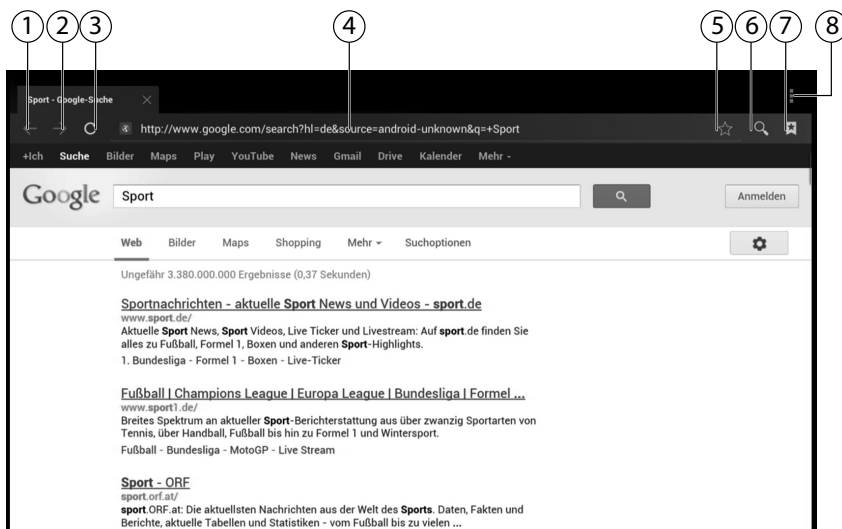 1 2 3 4 5 6 7 8
Sport - Google-Suche
http://www.google.com/search?hl=de&source=android-unknown&q=+Sport
+Ich Suche Bilder Maps Play YouTube News Gmail Drive Kalender Mehr
Google Sport Anmelden
Web Bilder Maps Shopping Mehr Suchoptionen
Ungefähr 3.380.000.000 Ergebnisse (0,37 Sekunden)
Sportnachrichten - aktuelle Sport News und Videos - sport.de
www.sport.de/
Aktuelle Sport News, Sport Videos, Live Ticker und Livestream: Auf sport.de finden Sie
alles zu Fußball, Formel 1, Boxen und anderen Sport-Highlights.
1. Bundesliga - Formel 1 - Boxen - Live-Ticker
Fußball | Champions League | Europa League | Bundesliga | Formel ...
www.sport1.de/
Breites Spektrum an aktueller Sport-Berichterstattung aus über zwanzig Sportarten von
Tennis, über Handball, Fußball bis hin zu Formel 1 und Wintersport.
Fußball - Bundesliga - MotoGP - Live Stream
Sport - ORF
sport.orf.at/
sport.ORF.at: Die aktuellsten Nachrichten aus der Welt des Sports. Daten, Fakten und
Berichte, aktuelle Tabellen und Statistiken - vom Fußball bis zu vielen ...